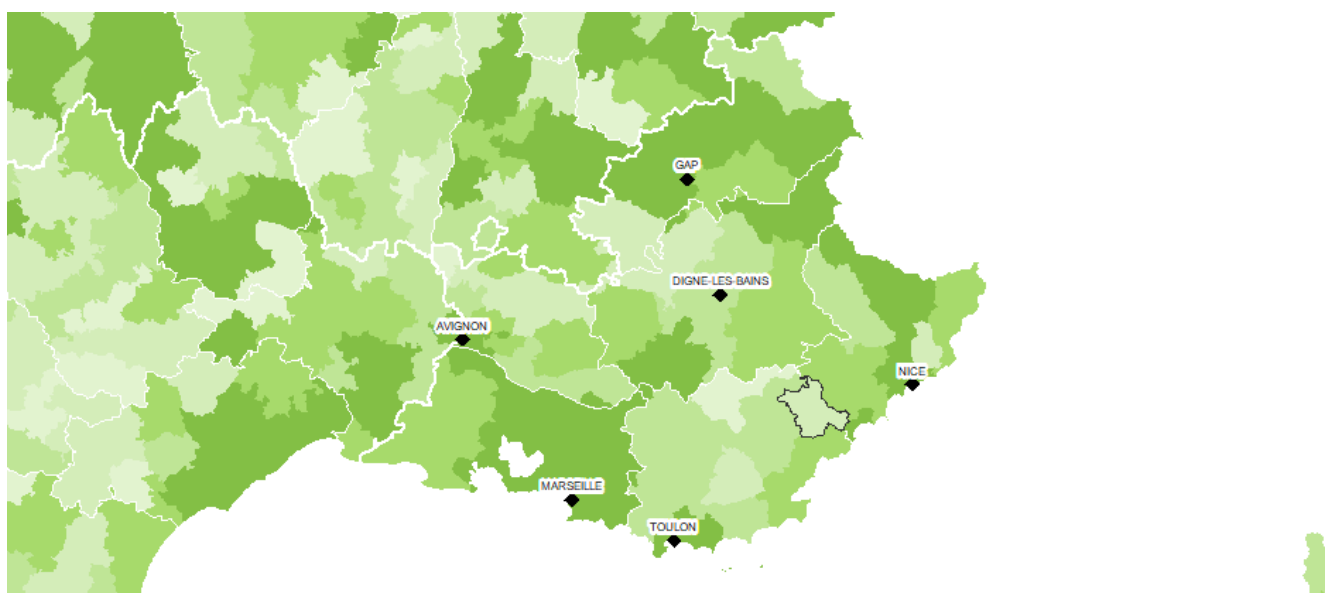 GAP
DIGNE-LES-BAINS
AVIGNON
NICE
MARSEILLE
TOULON